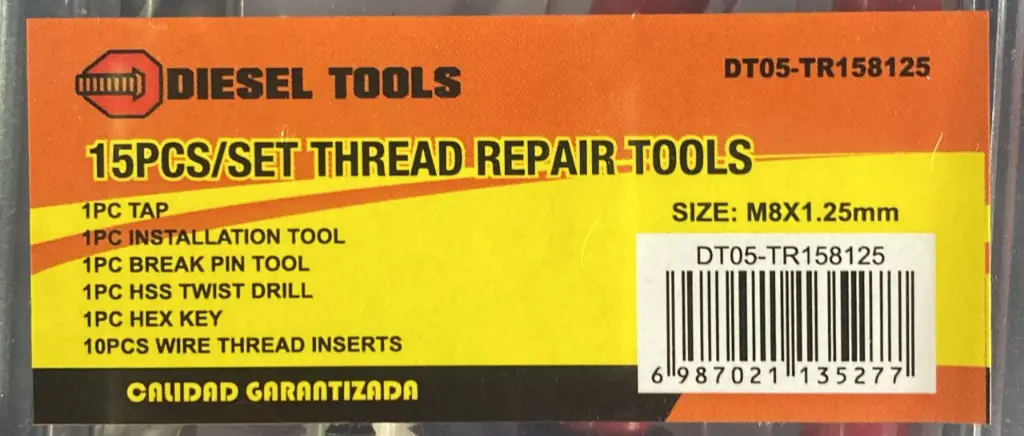 DIESEL TOOLS
DT05-TR158125
15PCS/SET THREAD REPAIR TOOLS
1PC TAP
1PC INSTALLATION TOOL
1PC BREAK PIN TOOL
1PC HSS TWIST DRILL
1PC HEX KEY
10PCS WIRE THREAD INSERTS
SIZE: M8X1.25mm
DT05-TR158125
6 987021 135277
CALIDAD GARANTIZADA